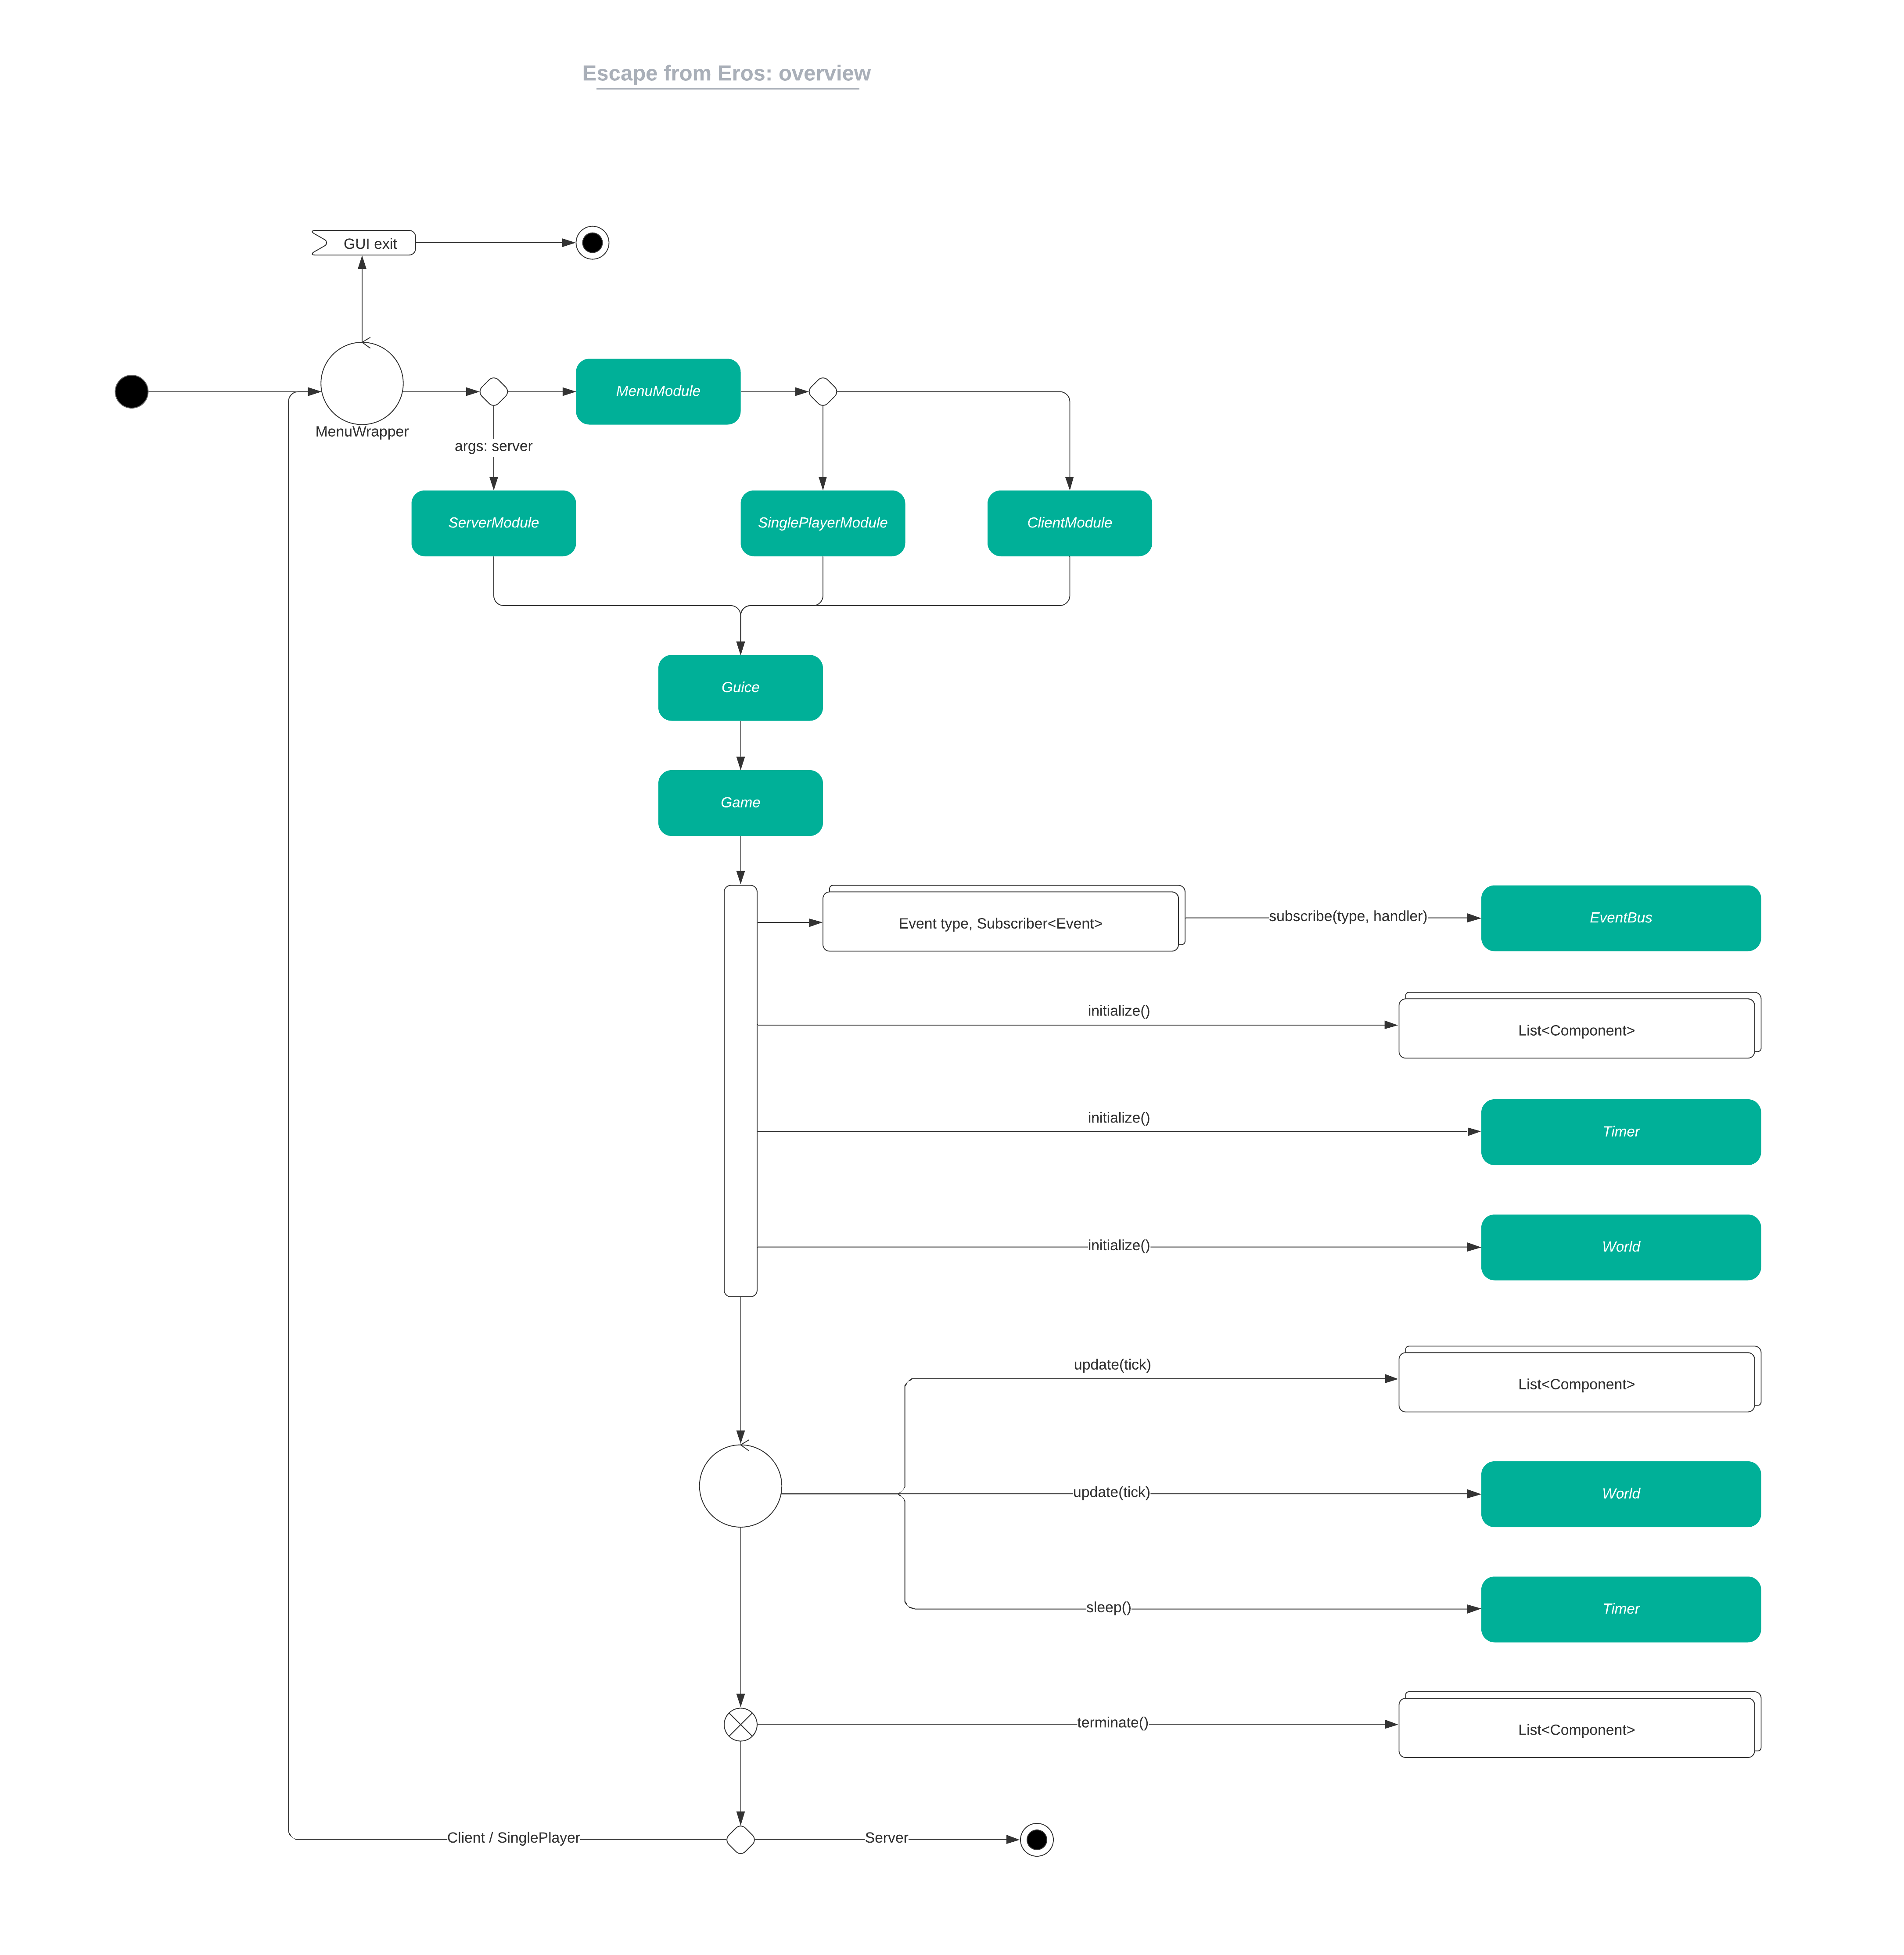 Escape from Eros: overview
GUI exit
MenuWrapper
MenuModule
args: server
ServerModule
SinglePlayerModule
ClientModule
Guice
Game
Event type, Subscriber<Event>
subscribe(type, handler)
EventBus
initialize()
List<Component>
initialize()
Timer
initialize()
World
update(tick)
List<Component>
update(tick)
World
sleep()
Timer
terminate()
List<Component>
Client / SinglePlayer
Server